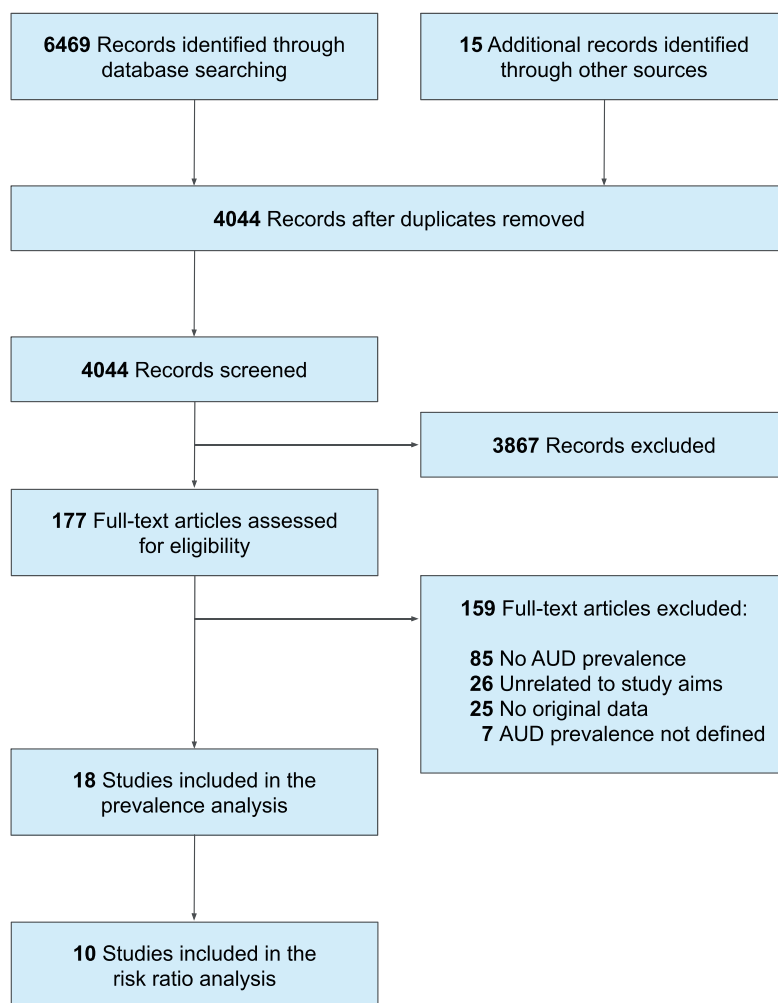 6469 Records identified through
database searching
15 Additional records identified
through other sources
4044 Records after duplicates removed
4044 Records screened
3867 Records excluded
177 Full-text articles assessed
for eligibility
159 Full-text articles excluded:
85 No AUD prevalence
26 Unrelated to study aims
25 No original data
7 AUD prevalence not defined
18 Studies included in the
prevalence analysis
10 Studies included in the
risk ratio analysis